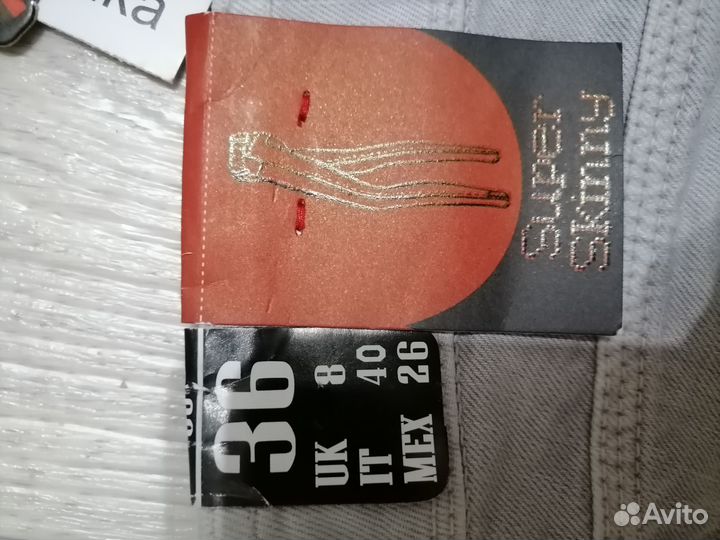 Super
Skinny
36
UK 8
IT 40
MEX 26
Avito